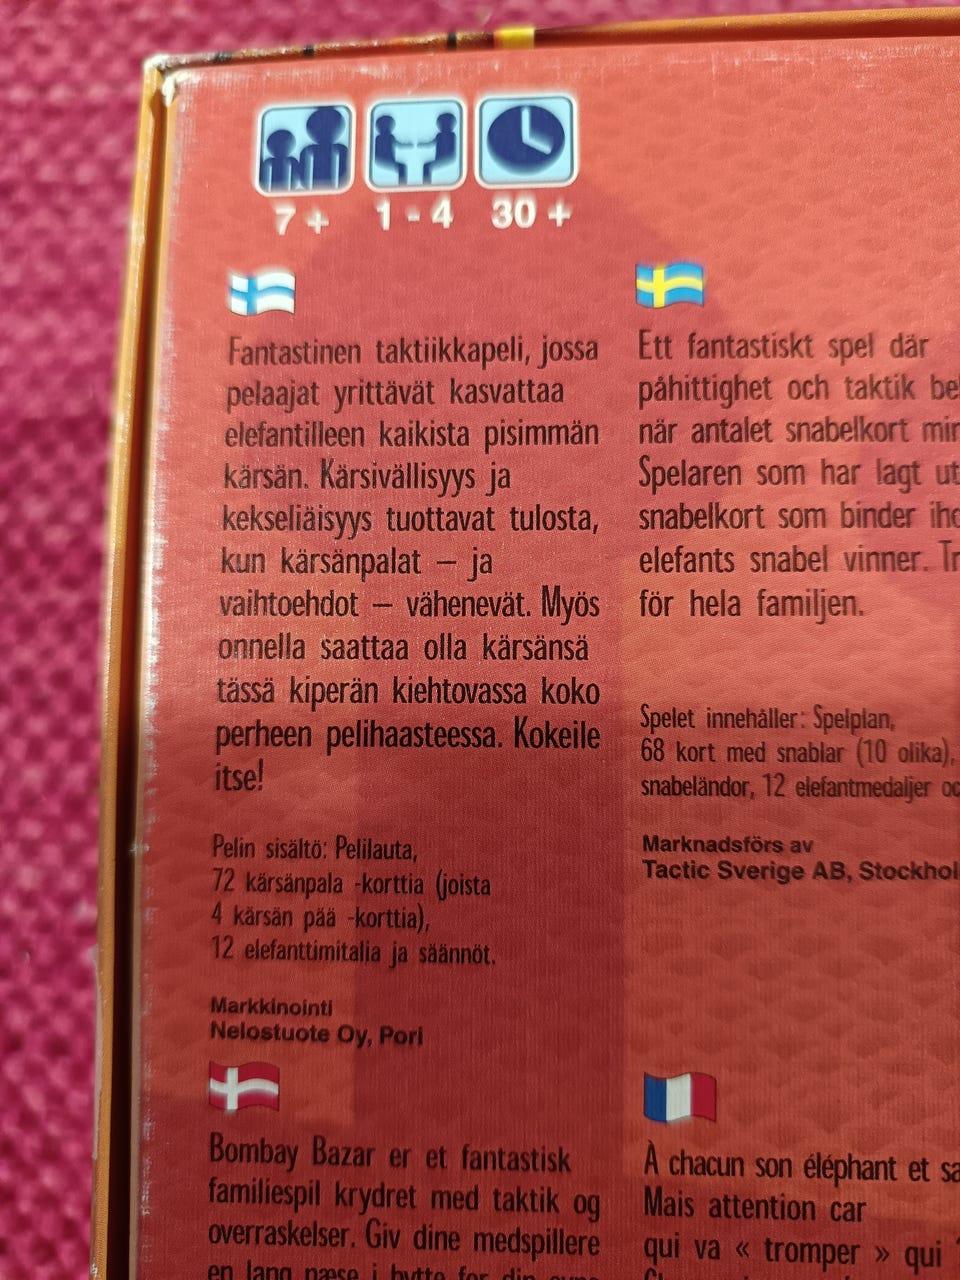 7 +
1 - 4
30 +
Fantastinen taktiikkapeli, jossa
pelaajat yrittävät kasvattaa
elefantilleen kaikista pisimmän
kärsän. Kärsivällisyys ja
kekseliäisyys tuottavat tulosta,
kun kärsänpalat – ja
vaihtoehdot – vähenevät. Myös
onnella saattaa olla kärsänsä
tässä kiperän kiehtovassa koko
perheen pelihaasteessa. Kokeile
itse!
Pelin sisältö: Pelilauta,
72 kärsänpala -korttia (joista
4 kärsän pää -korttia),
12 elefanttimitalia ja säännöt.
Markkinointi
Nelostuote Oy, Pori
Ett fantastiskt spel där
påhittighet och taktik
när antalet snabelkort
Spelaren som har lagt
snabelkort som binder
elefants snabel vinner.
för hela familjen.
Spelet innehåller: Spelplan,
68 kort med snablar (10 olika),
snabeländor, 12 elefantmedaljer
Marknadsförs av
Tactic Sverige AB,
Bombay Bazar er et fantastisk
familiespil krydret med taktik og
overraskelser. Giv dine medspillere
en lang næse i bytte for din
À chacun son éléphant et
Mais attention car
qui va « tromper » qui